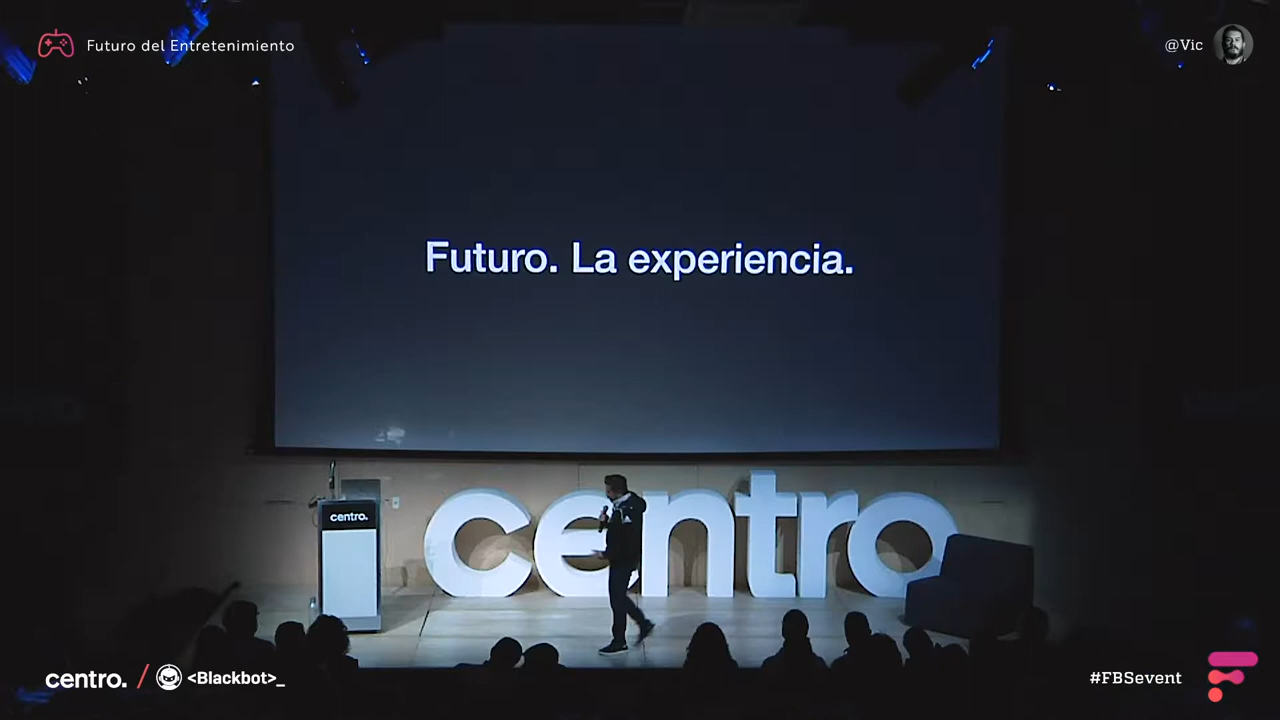 Futuro del Entretenimiento
@Vic
Futuro. La experiencia.
centro.
centro
centro. / <Blackbot>_
#FBSevent